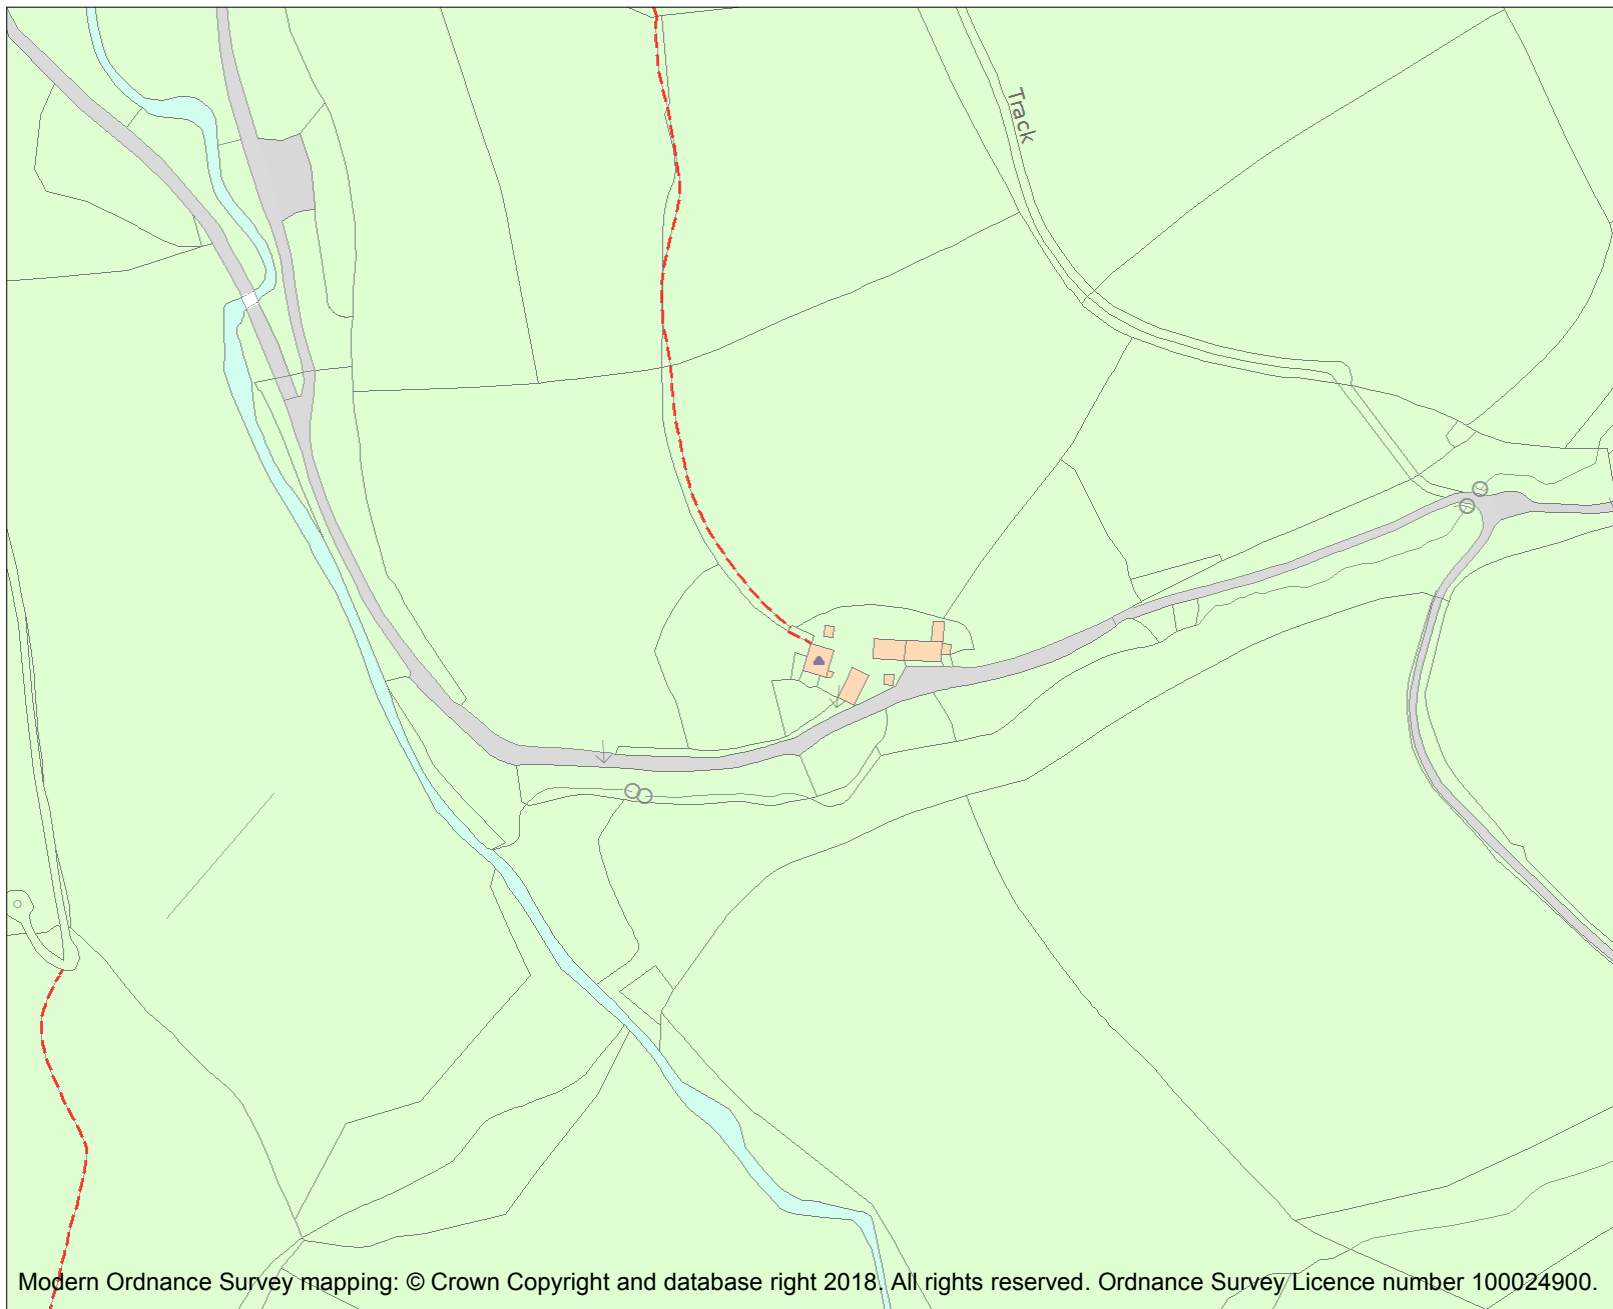 Track
Modern Ordnance Survey mapping: © Crown Copyright and database right 2018. All rights reserved. Ordnance Survey Licence number 100024900.